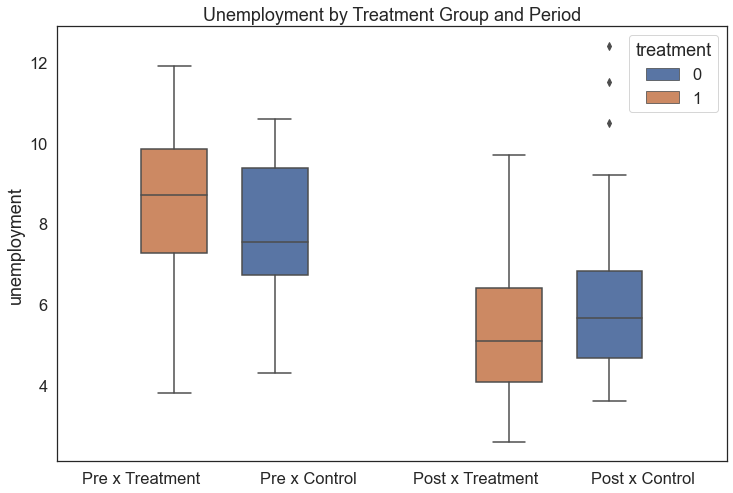 Unemployment by Treatment Group and Period
treatment
0
1
unemployment
12
10
8
6
4
Pre x Treatment
Pre x Control
Post x Treatment
Post x Control